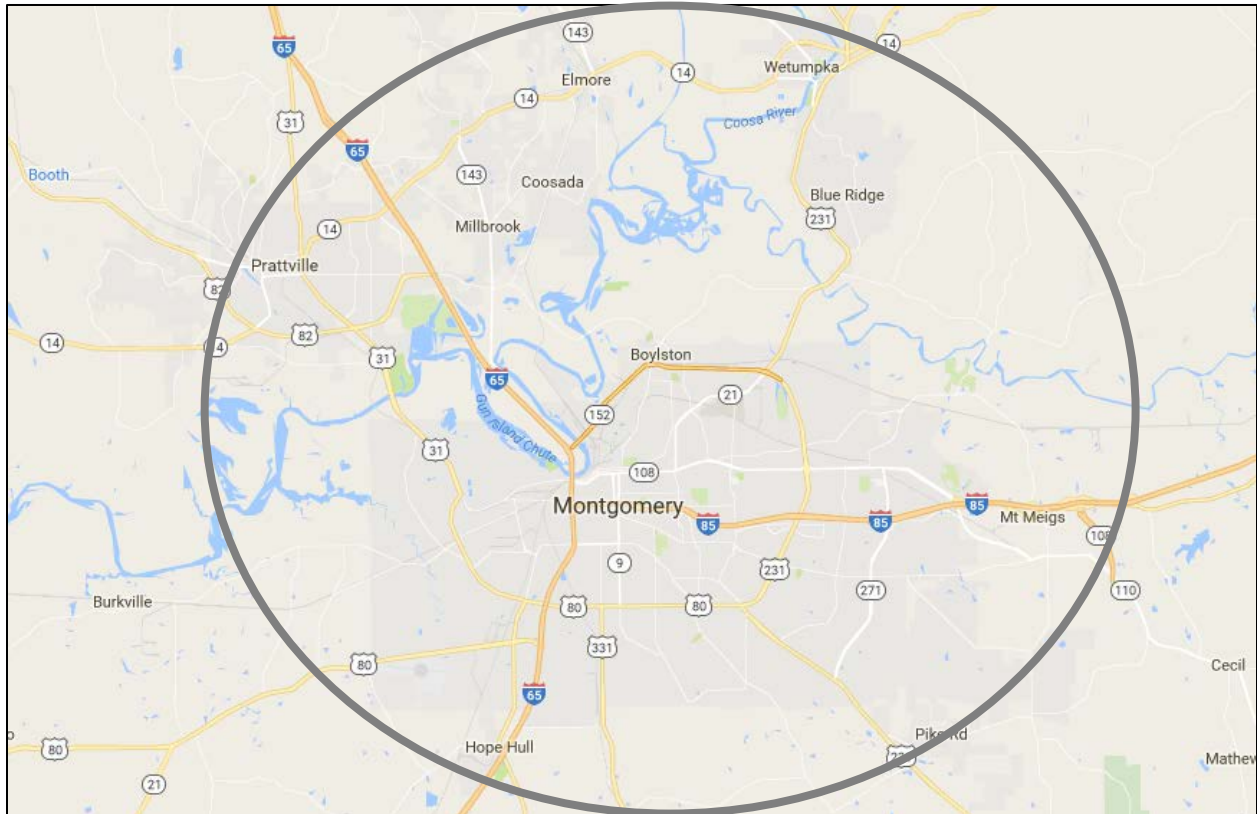 65
143
14
Wetumpka
Elmore
14
14
Coosa River
31
65
Booth
143
Coosada
Blue Ridge
231
Millbrook
14
Prattville
82
82
14
14
31
Boylston
65
21
152
Gun Island Chute
31
108
Montgomery
85
85
85
Mt Meigs
108
9
231
Burkville
80
80
271
110
331
80
Cecil
65
Hope Hull
Pike Rd
80
231
Mathew
21